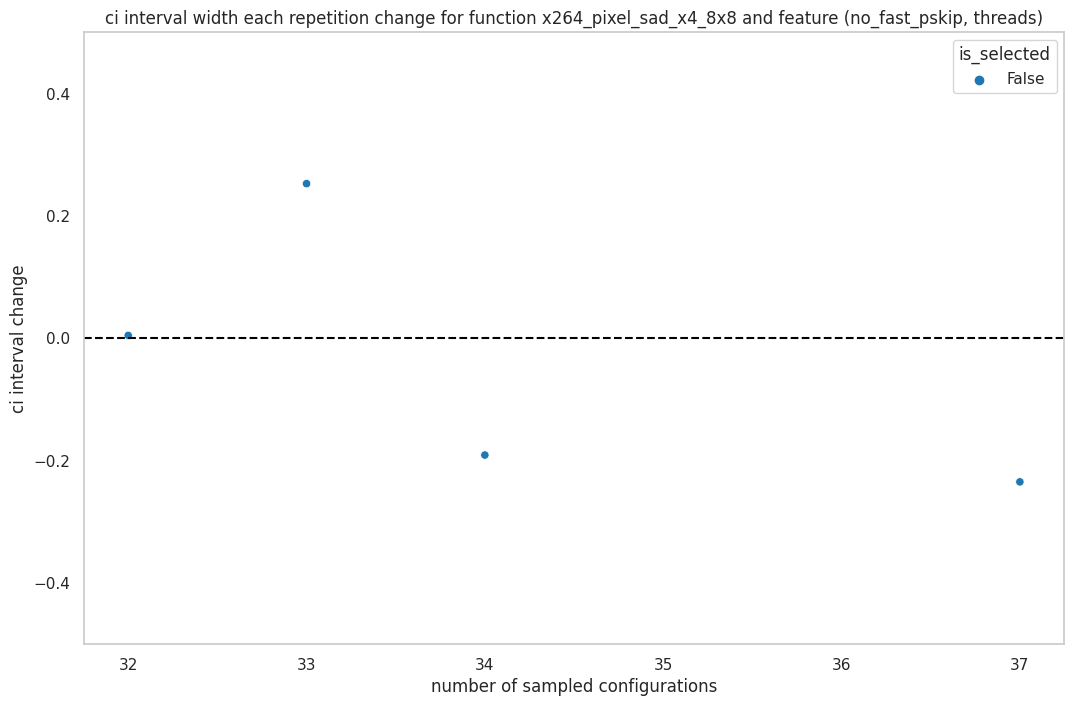 ci interval width each repetition change for function x264_pixel_sad_x4_8x8 and feature (no_fast_pskip, threads)
is_selected
False
0.4
0.2
0.0
−0.2
−0.4
ci interval change
32 33 34 35 36 37
number of sampled configurations